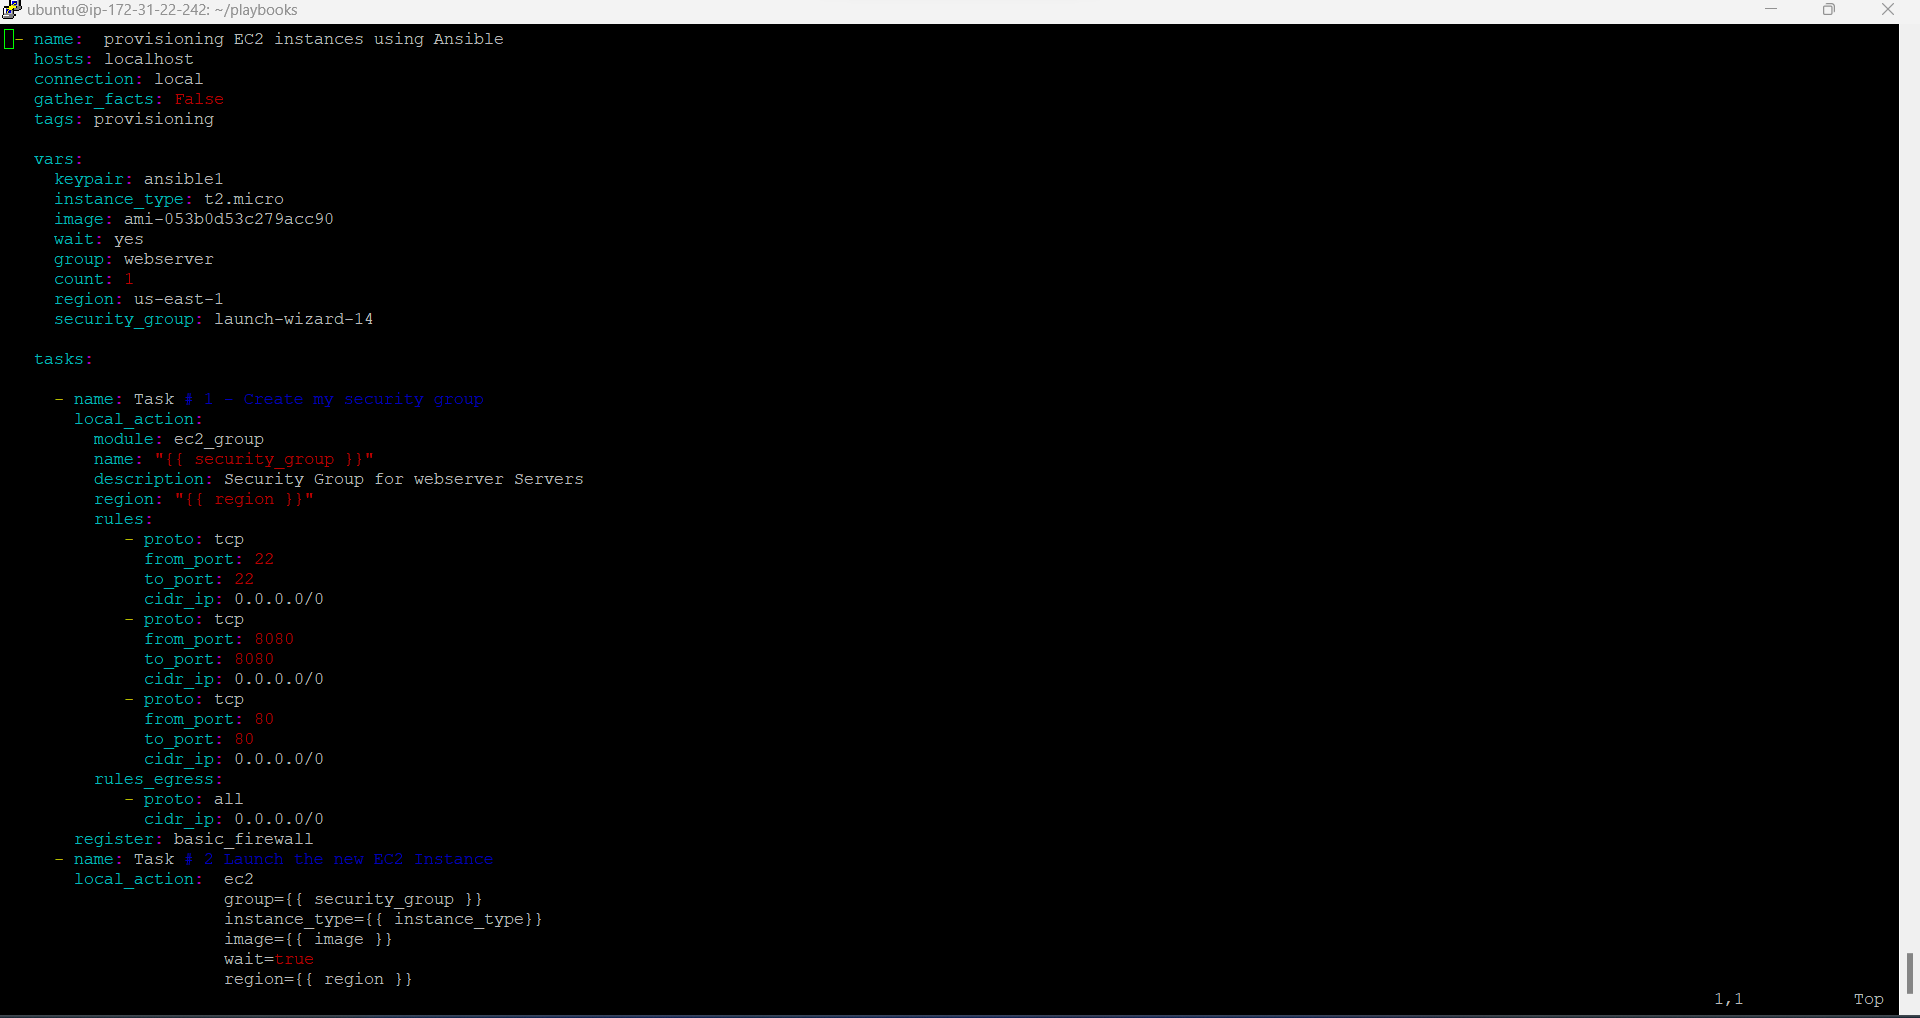 ubuntu@ip-172-31-22-242: ~/playbooks
- name:  provisioning EC2 instances using Ansible
  hosts: localhost
  connection: local
  gather_facts: False
  tags: provisioning

  vars:
    keypair: ansible1
    instance_type: t2.micro
    image: ami-053b0d53c279acc90
    wait: yes
    group: webserver
    count: 1
    region: us-east-1
    security_group: launch-wizard-14

  tasks:

    - name: Task # 1 - Create my security group
      local_action:
        module: ec2_group
        name: "{{ security_group }}"
        description: Security Group for webserver Servers
        region: "{{ region }}"
        rules:
           - proto: tcp
             from_port: 22
             to_port: 22
             cidr_ip: 0.0.0.0/0
           - proto: tcp
             from_port: 8080
             to_port: 8080
             cidr_ip: 0.0.0.0/0
           - proto: tcp
             from_port: 80
             to_port: 80
             cidr_ip: 0.0.0.0/0
        rules_egress:
           - proto: all
             cidr_ip: 0.0.0.0/0
      register: basic_firewall
    - name: Task # 2 Launch the new EC2 Instance
      local_action:  ec2
                     group={{ security_group }}
                     instance_type={{ instance_type}}
                     image={{ image }}
                     wait=true
                     region={{ region }}
1,1 Top